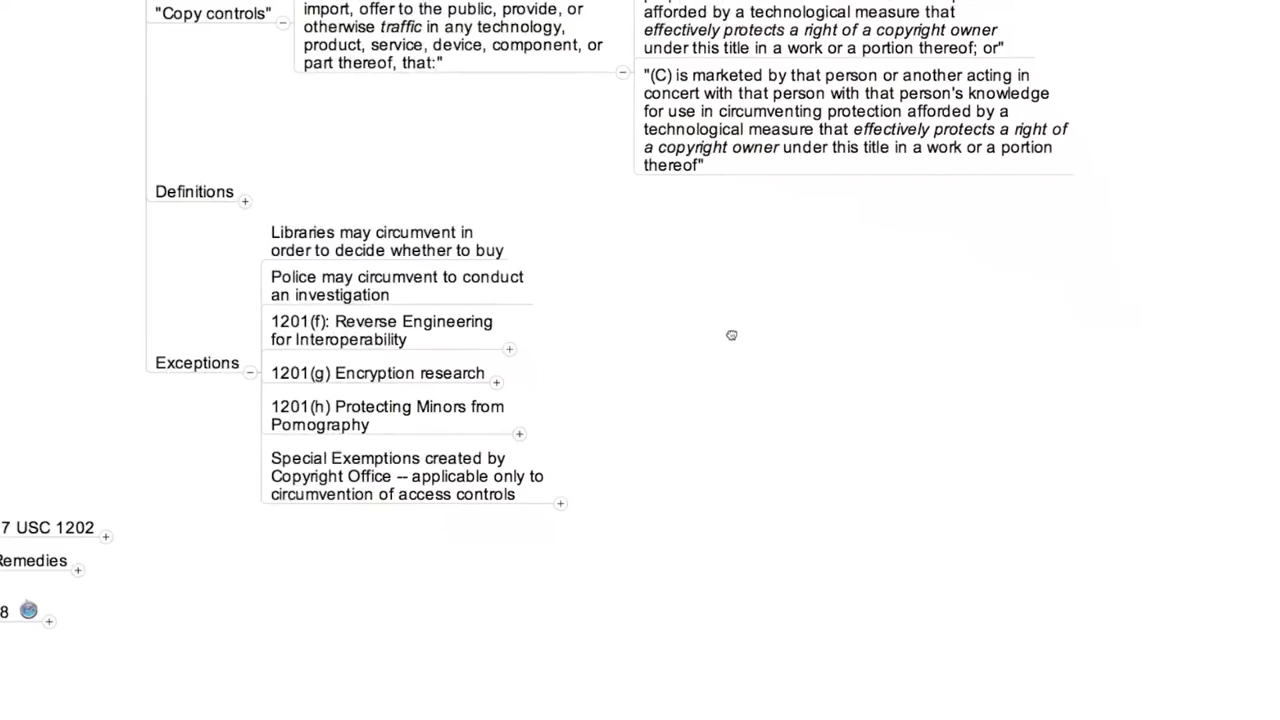 "Copy controls"
import, offer to the public, provide, or
otherwise traffic in any technology,
product, service, device, component, or
part thereof, that:"
afforded by a technological measure that
effectively protects a right of a copyright owner
under this title in a work or a portion thereof; or"
"(C) is marketed by that person or another acting in
concert with that person with that person's knowledge
for use in circumventing protection afforded by a
technological measure that effectively protects a right of
a copyright owner under this title in a work or a portion
thereof"
Definitions
Exceptions
Libraries may circumvent in
order to decide whether to buy
Police may circumvent to conduct
an investigation
1201(f): Reverse Engineering
for Interoperability
1201(g) Encryption research
1201(h) Protecting Minors from
Pornography
Special Exemptions created by
Copyright Office -- applicable only to
circumvention of access controls
7 USC 1202
Remedies
8